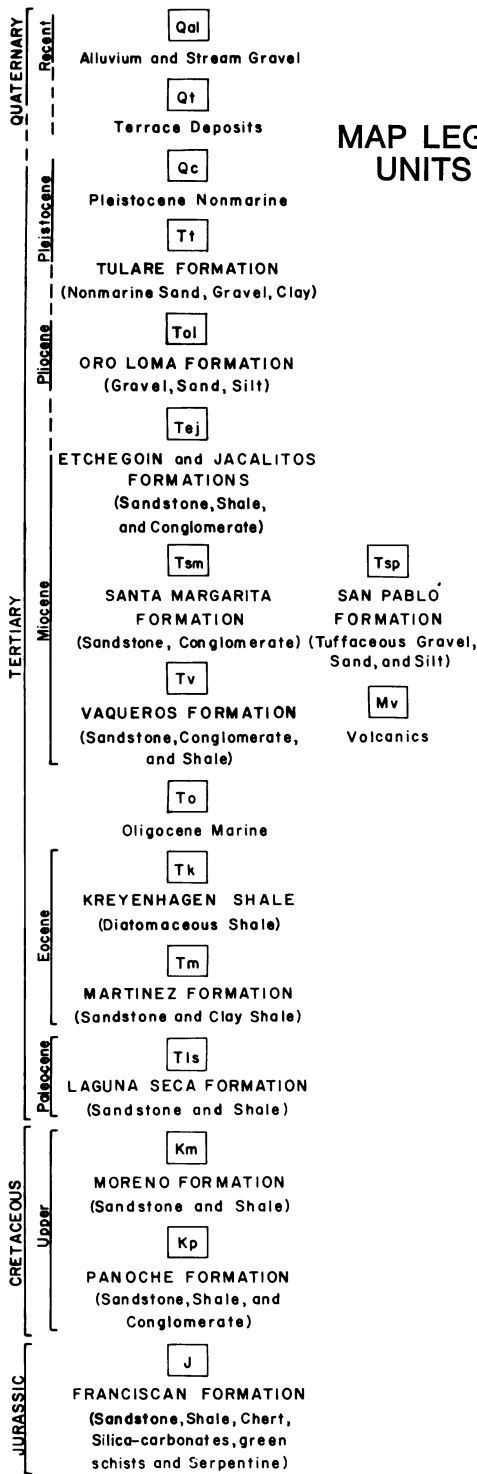 QUATERNARY
Recent
Qal
Alluvium and Stream Gravel
Qt
Terrace Deposits
MAP LEG
UNITS
Pleistocene
Qc
Pleistocene Nonmarine
Tt
TULARE FORMATION
(Nonmarine Sand, Gravel, Clay)
Pliocene
Tol
ORO LOMA FORMATION
(Gravel, Sand, Silt)
Tej
ETCHEGOIN and JACALITOS
FORMATIONS
(Sandstone, Shale,
and Conglomerate)
TERTIARY
Miocene
Tsm
SANTA MARGARITA
FORMATION
(Sandstone, Conglomerate)
Tv
VAQUEROS FORMATION
(Sandstone, Conglomerate,
and Shale)
Tsp
SAN PABLO
FORMATION
(Tuffaceous Gravel,
Sand, and Silt)
Mv
Volcanics
To
Oligocene Marine
Eocene
Tk
KREYENHAGEN SHALE
(Diatomaceous Shale)
Tm
MARTINEZ FORMATION
(Sandstone and Clay Shale)
Paleocene
Tls
LAGUNA SECA FORMATION
(Sandstone and Shale)
CRETACEOUS
Upper
Km
MORENO FORMATION
(Sandstone and Shale)
Kp
PANOCHE FORMATION
(Sandstone, Shale, and
Conglomerate)
JURASSIC
J
FRANCISCAN FORMATION
(Sandstone, Shale, Chert,
Silica-carbonates, green
schists and Serpentine)